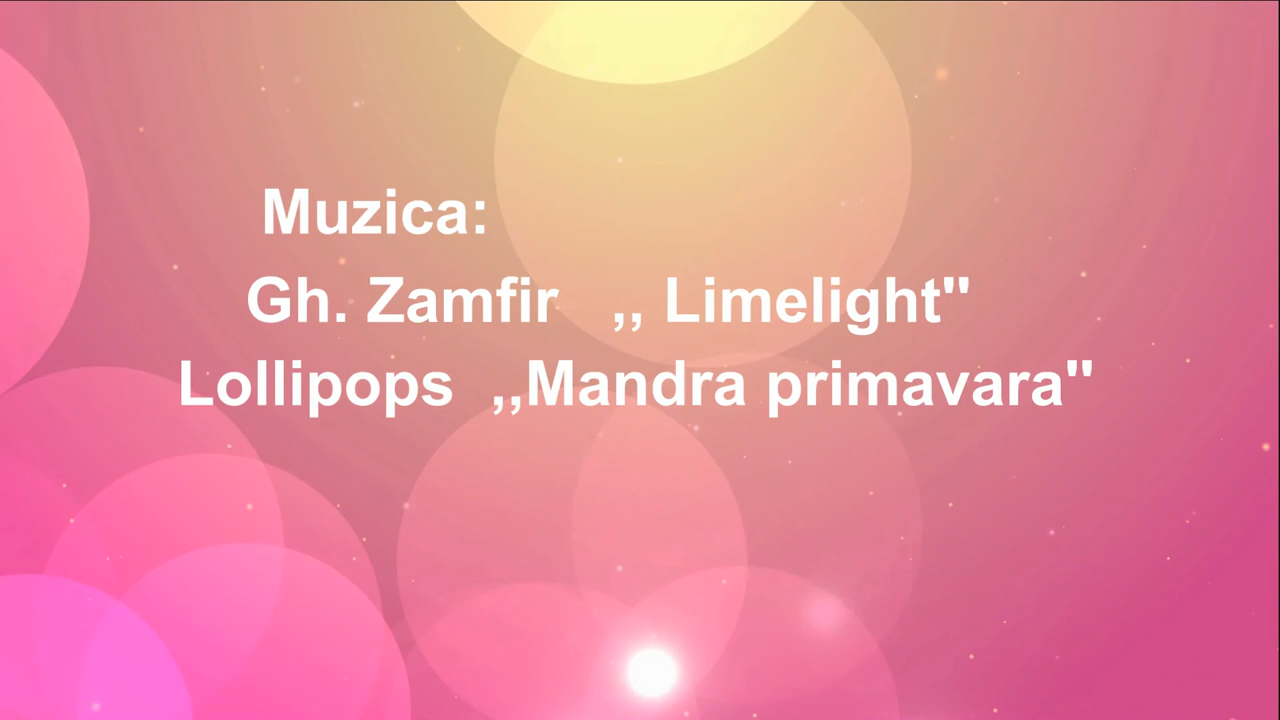 Muzica:
Gh. Zamfir ,, Limelight"
Lollipops ,,Mandra primavara"